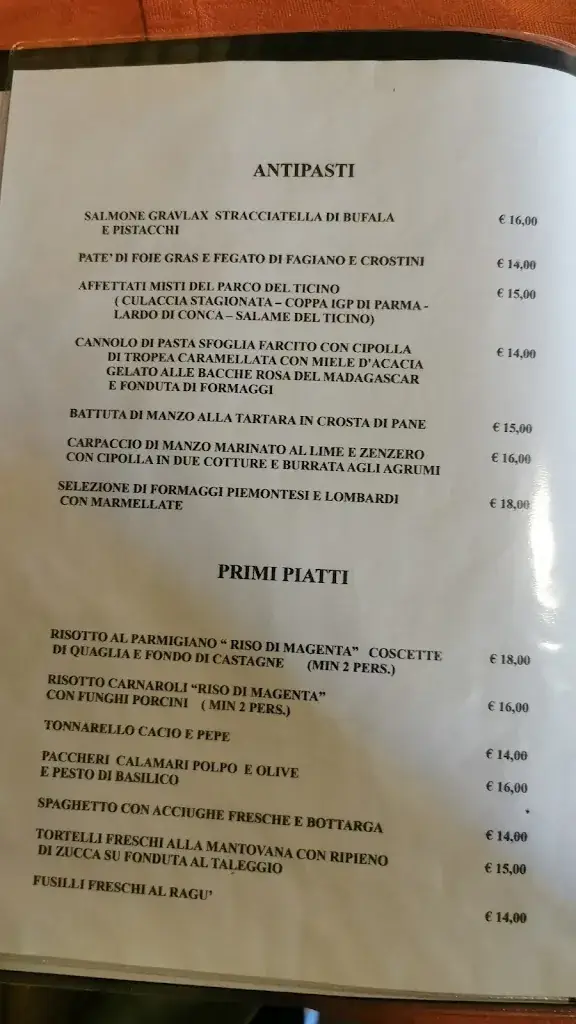 ANTIPASTI
SALMONE GRAVLAX STRACCIATELLA DI BUFALA € 16,00
E PISTACCHI
PATE' DI FOIE GRAS E FEGATO DI FAGIANO E CROSTINI € 14,00
AFFETTATI MISTI DEL PARCO DEL TICINO € 15,00
( CULACCIA STAGIONATA – COPPA IGP DI PARMA -
LARDO DI CONCA – SALAME DEL TICINO)
CANNOLO DI PASTA SFOGLIA FARCITO CON CIPOLLA € 14,00
DI TROPEA CARAMELLATA CON MIELE D'ACACIA
GELATO ALLE BACCHE ROSA DEL MADAGASCAR
E FONDUTA DI FORMAGGI
BATTUTA DI MANZO ALLA TARTARA IN CROSTA DI PANE € 15,00
CARPACCIO DI MANZO MARINATO AL LIME E ZENZERO € 16,00
CON CIPOLLA IN DUE COTTURE E BURRATA AGLI AGRUMI
SELEZIONE DI FORMAGGI PIEMONTESI E LOMBARDI € 18,00
CON MARMELLATE
PRIMI PIATTI
RISOTTO AL PARMIGIANO “ RISO DI MAGENTA” COSCETTE € 18,00
DI QUAGLIA E FONDO DI CASTAGNE (MIN 2 PERS.)
RISOTTO CARNAROLI “RISO DI MAGENTA” € 16,00
CON FUNGHI PORCINI ( MIN 2 PERS.)
TONNARELLO CACIO E PEPE € 14,00
PACCHERI CALAMARI POLPO E OLIVE € 16,00
E PESTO DI BASILICO
SPAGHETTO CON ACCIUGHE FRESCHE E BOTTARGA € 14,00
TORTELLI FRESCHI ALLA MANTOVANA CON RIPIENO € 15,00
DI ZUCCA SU FONDUTA AL TALEGGIO
FUSILLI FRESCHI AL RAGU' € 14,00